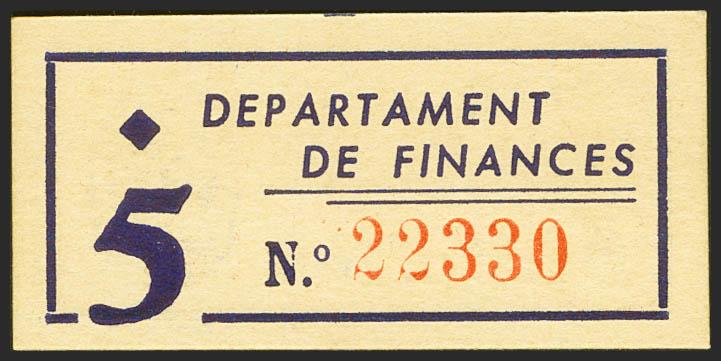 DEPARTAMENT
DE FINANCES
5
N.º 22330